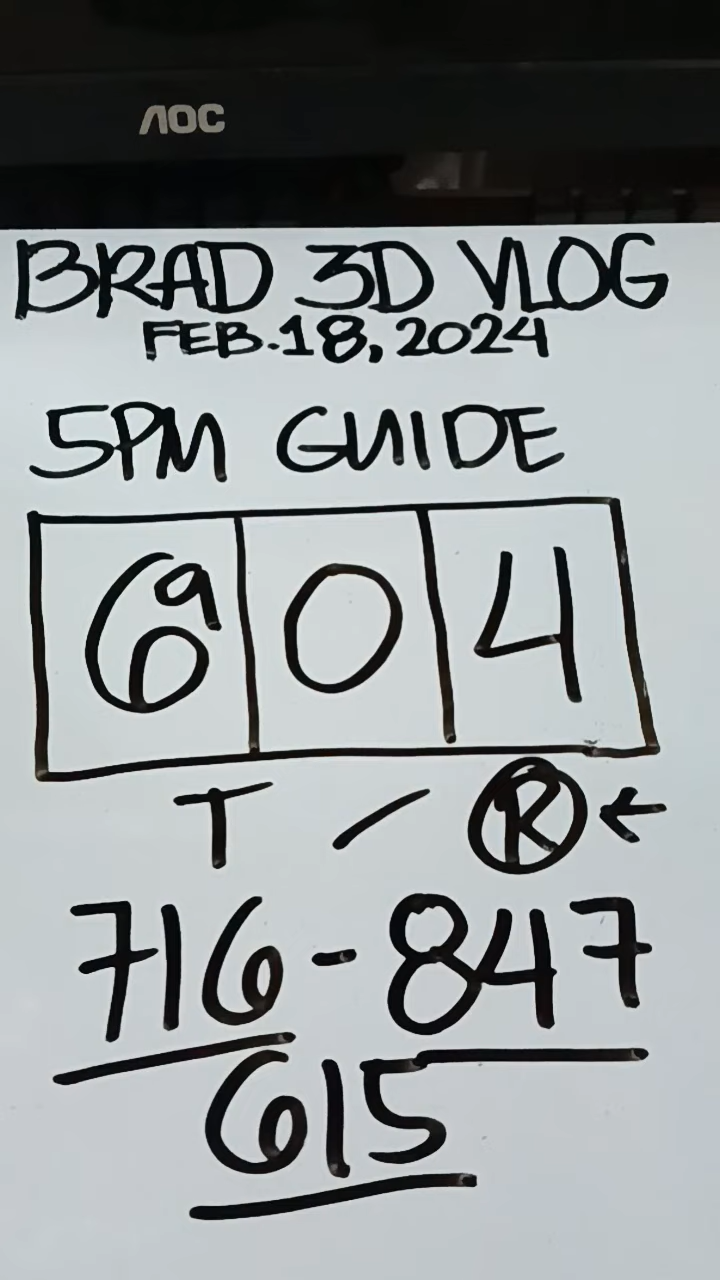 AOC
BRAD 3D VLOG
FEB.18, 2024
5PM GUIDE
6 9 0 4
T / R ←
716-847
615